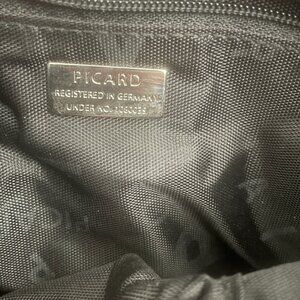 PICARD
REGISTERED IN GERMANY
UNDER NO.